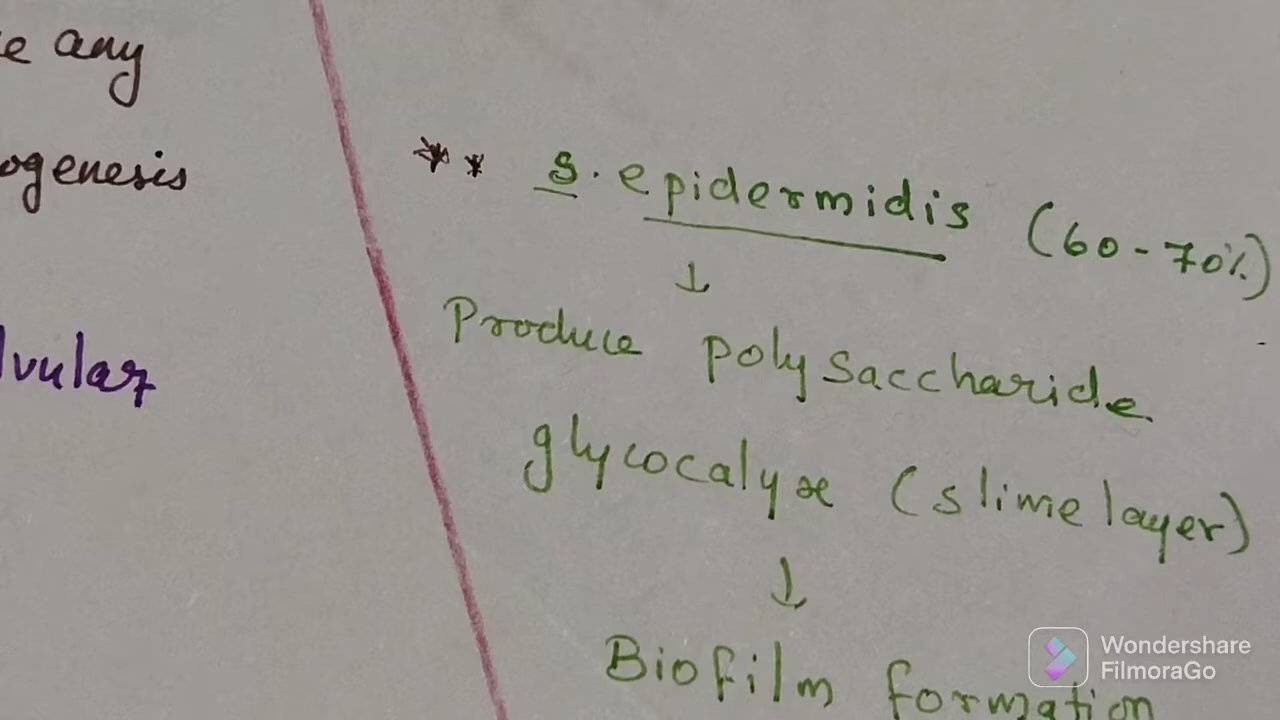 e any
ogenesis
lvular
** S. epidermidis (60-70%)
↓
Produce polysaccharide
glycocalyx (slime layer)
↓
Biofilm formation
Wondershare
FilmoraGo